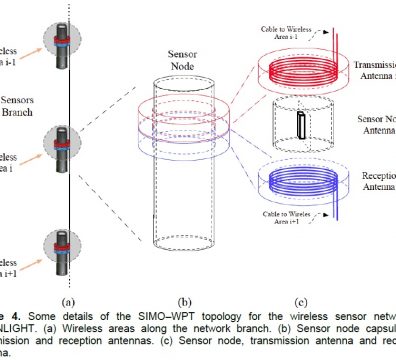 ireless
a i-1
Sensors
Branch
ireless
ea i
ireless
a i+1
Sensor
Node
Cable to Wireless
Area i-1
Transmission
Antenna i
Sensor No
Antenna
Reception
Antenna
Cable to Wireles
Area i+1
(a)
(b)
(c)
e 4. Some details of the SIMO–WPT topology for the wireless sensor netw
NLIGHT. (a) Wireless areas along the network branch. (b) Sensor node capsul
mission and reception antennas. (c) Sensor node, transmission antenna and rec
na.